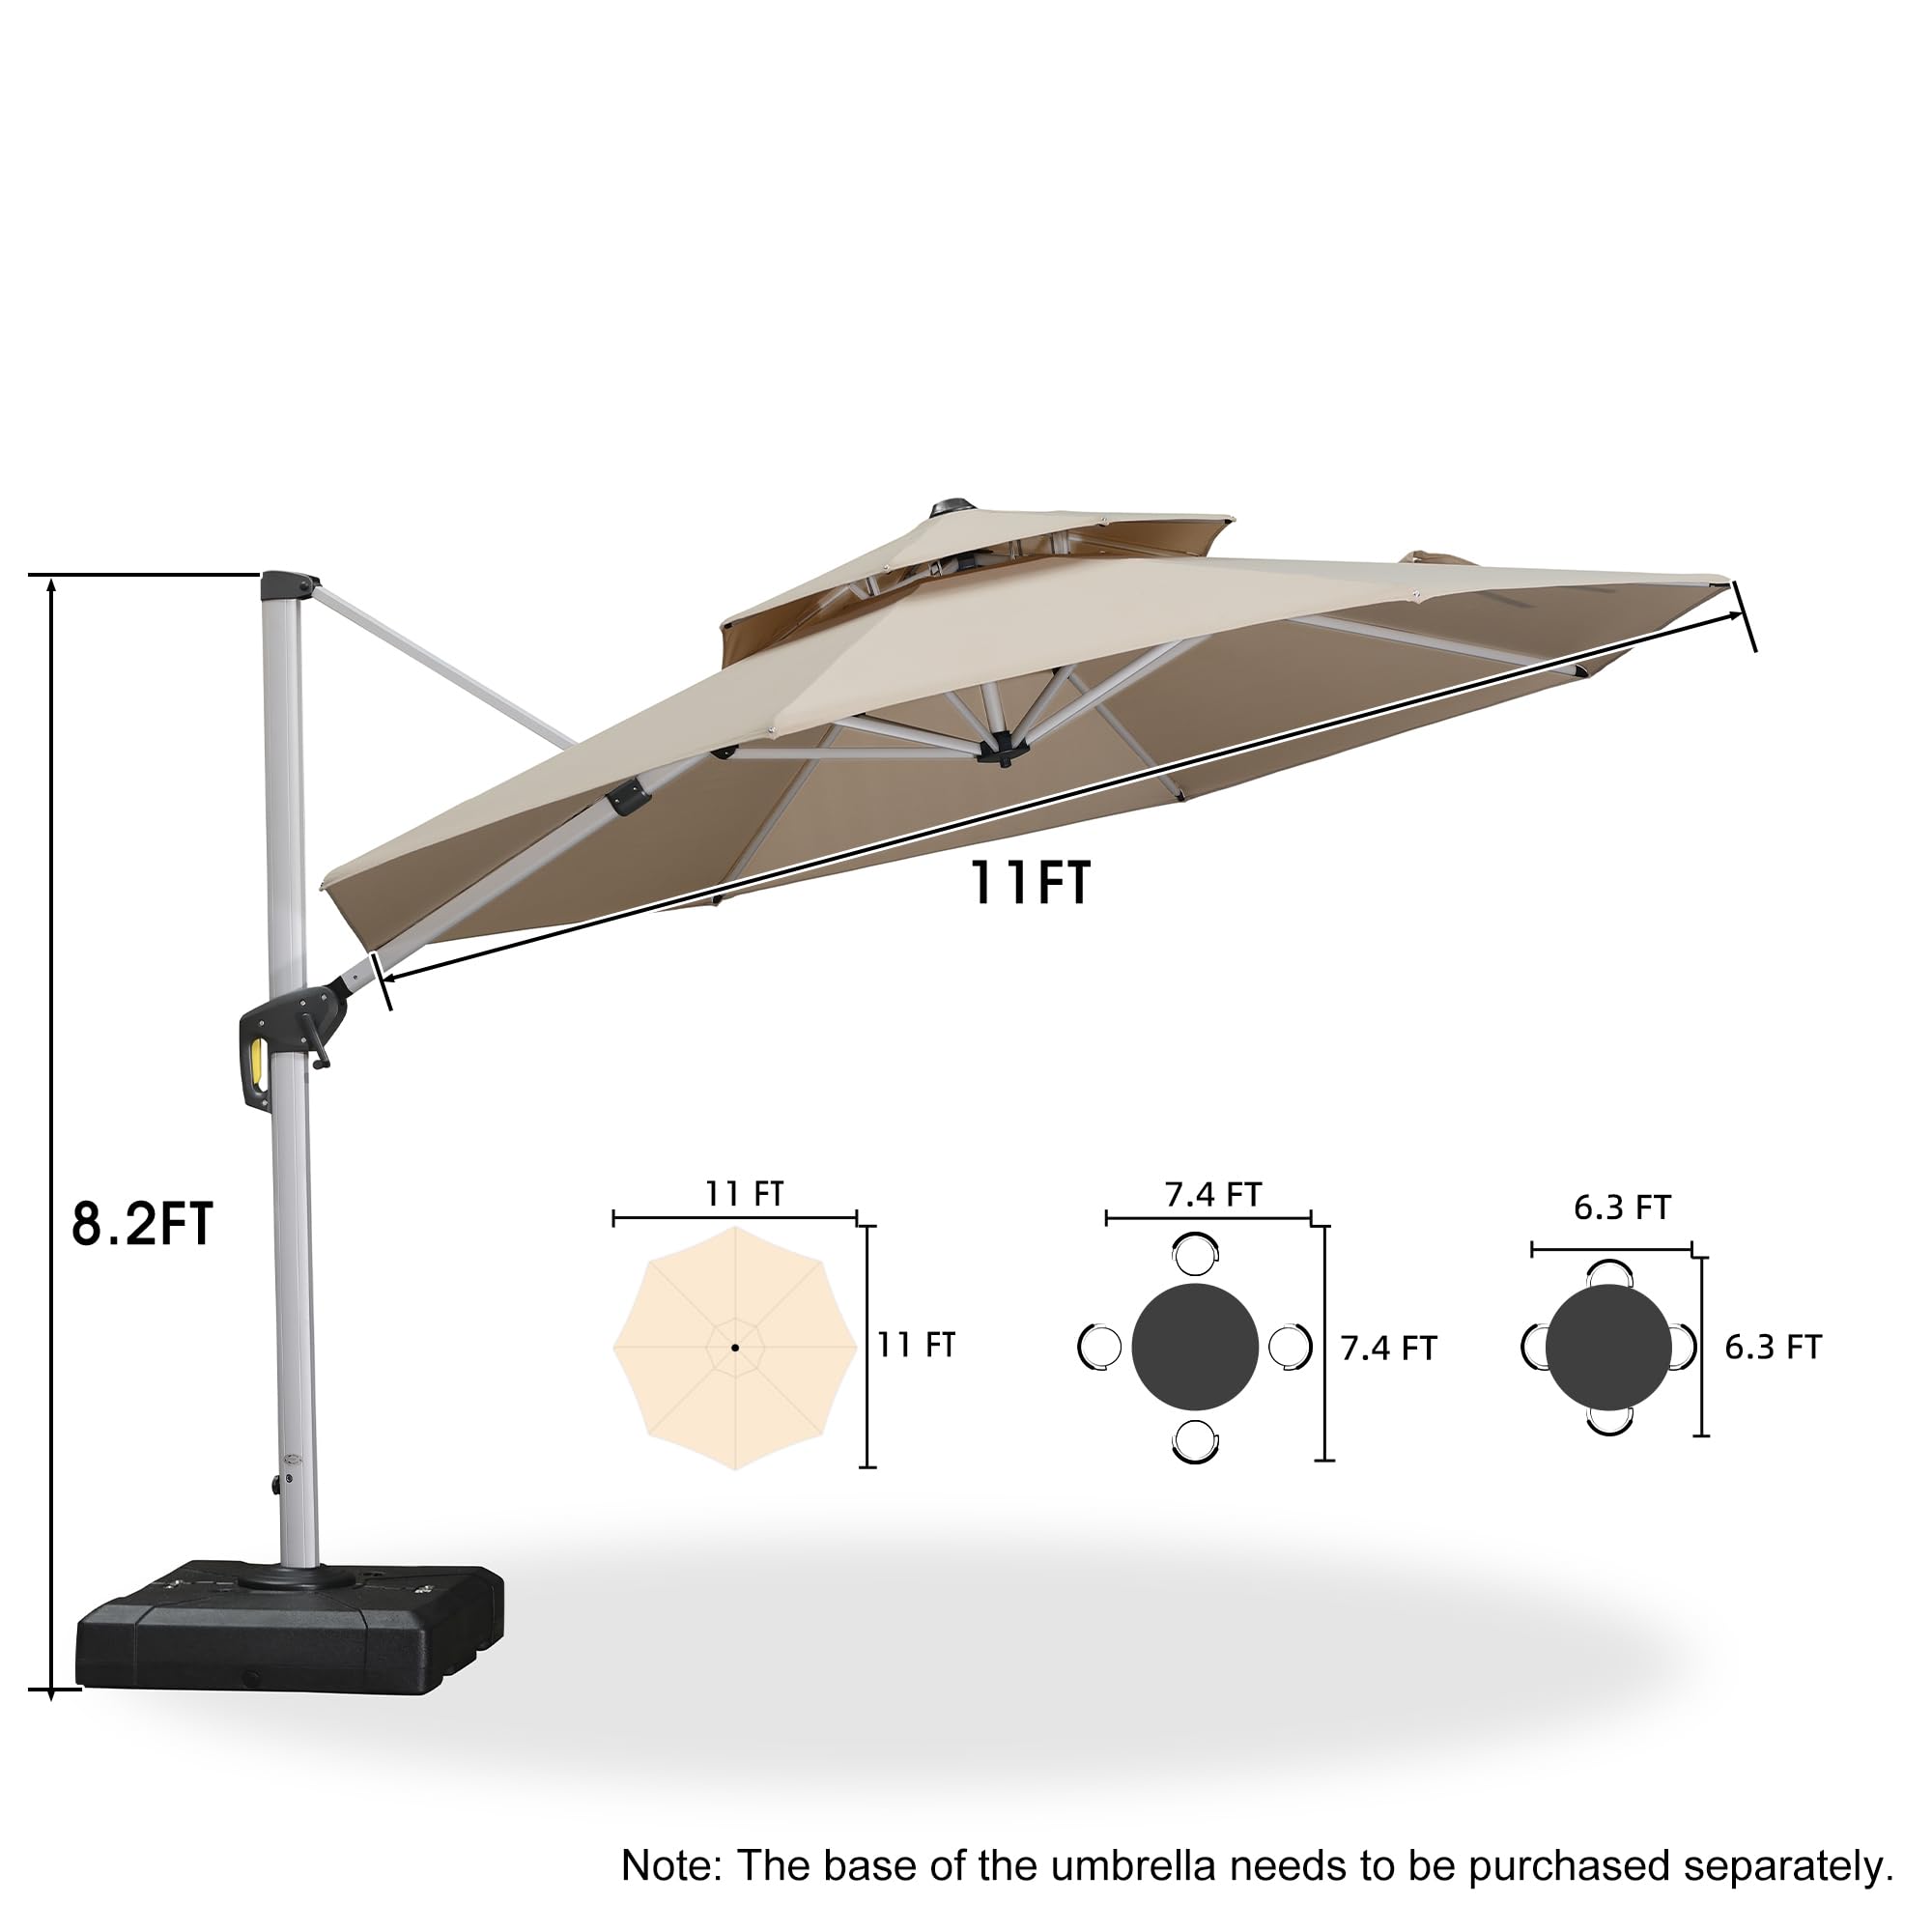 11FT
8.2FT
11 FT
11 FT
7.4 FT
7.4 FT
6.3 FT
6.3 FT
Note: The base of the umbrella needs to be purchased separately.